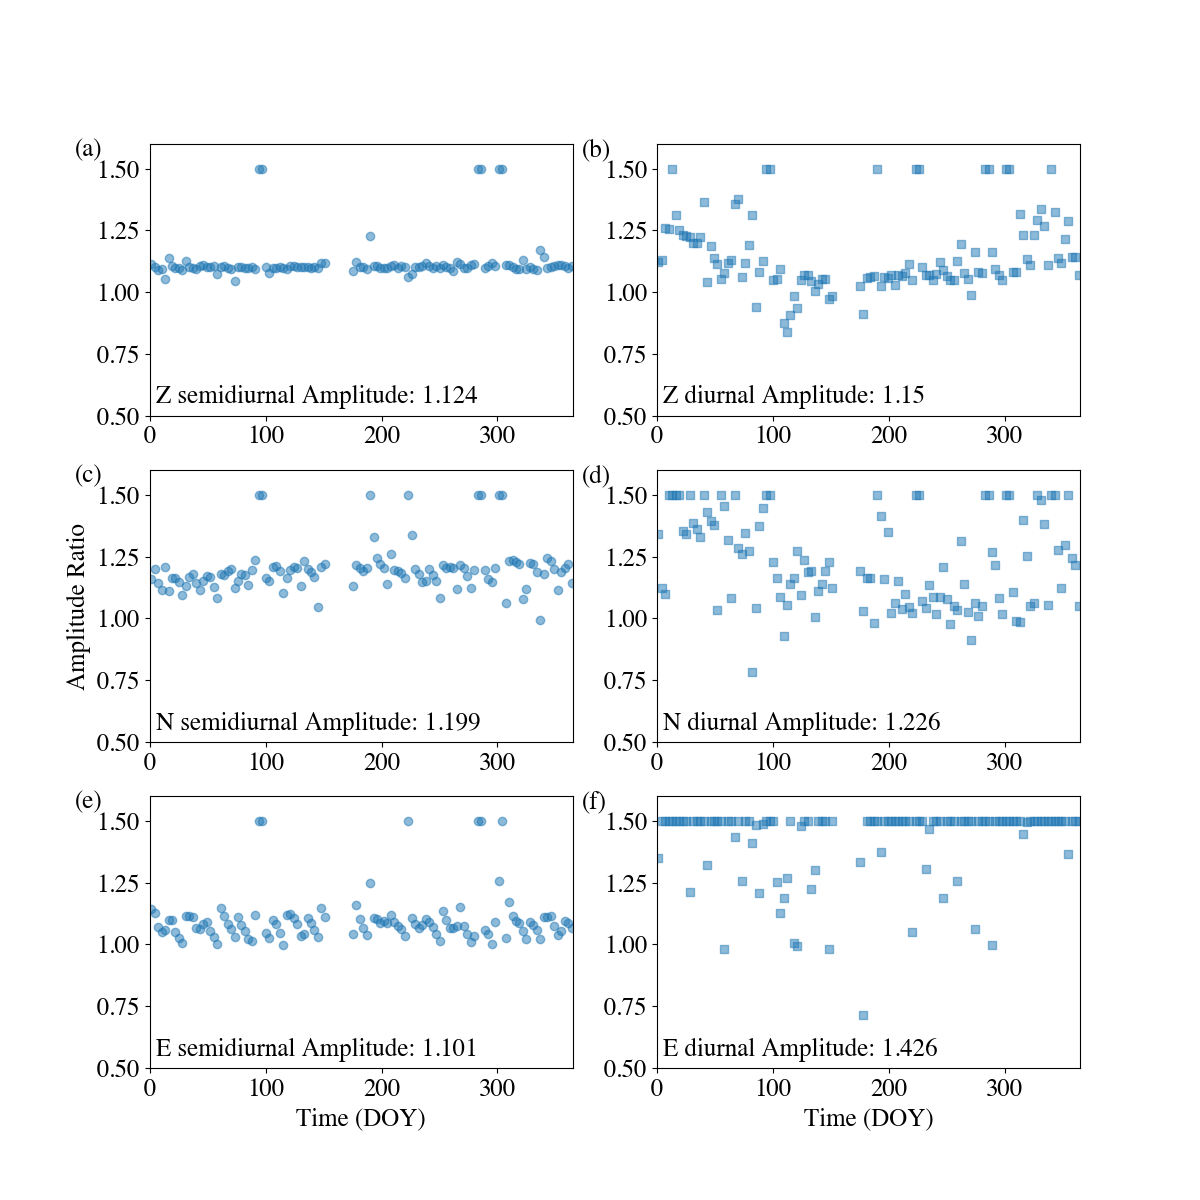 (a)
1.50
1.25
1.00
0.75
0.50
Z semidiurnal Amplitude: 1.124
0 100 200 300
(b)
1.50
1.25
1.00
0.75
0.50
Z diurnal Amplitude: 1.15
0 100 200 300
(c)
1.50
1.25
1.00
0.75
0.50
Amplitude Ratio
N semidiurnal Amplitude: 1.199
0 100 200 300
(d)
1.50
1.25
1.00
0.75
0.50
N diurnal Amplitude: 1.226
0 100 200 300
(e)
1.50
1.25
1.00
0.75
0.50
E semidiurnal Amplitude: 1.101
0 100 200 300
Time (DOY)
(f)
1.50
1.25
1.00
0.75
0.50
E diurnal Amplitude: 1.426
0 100 200 300
Time (DOY)